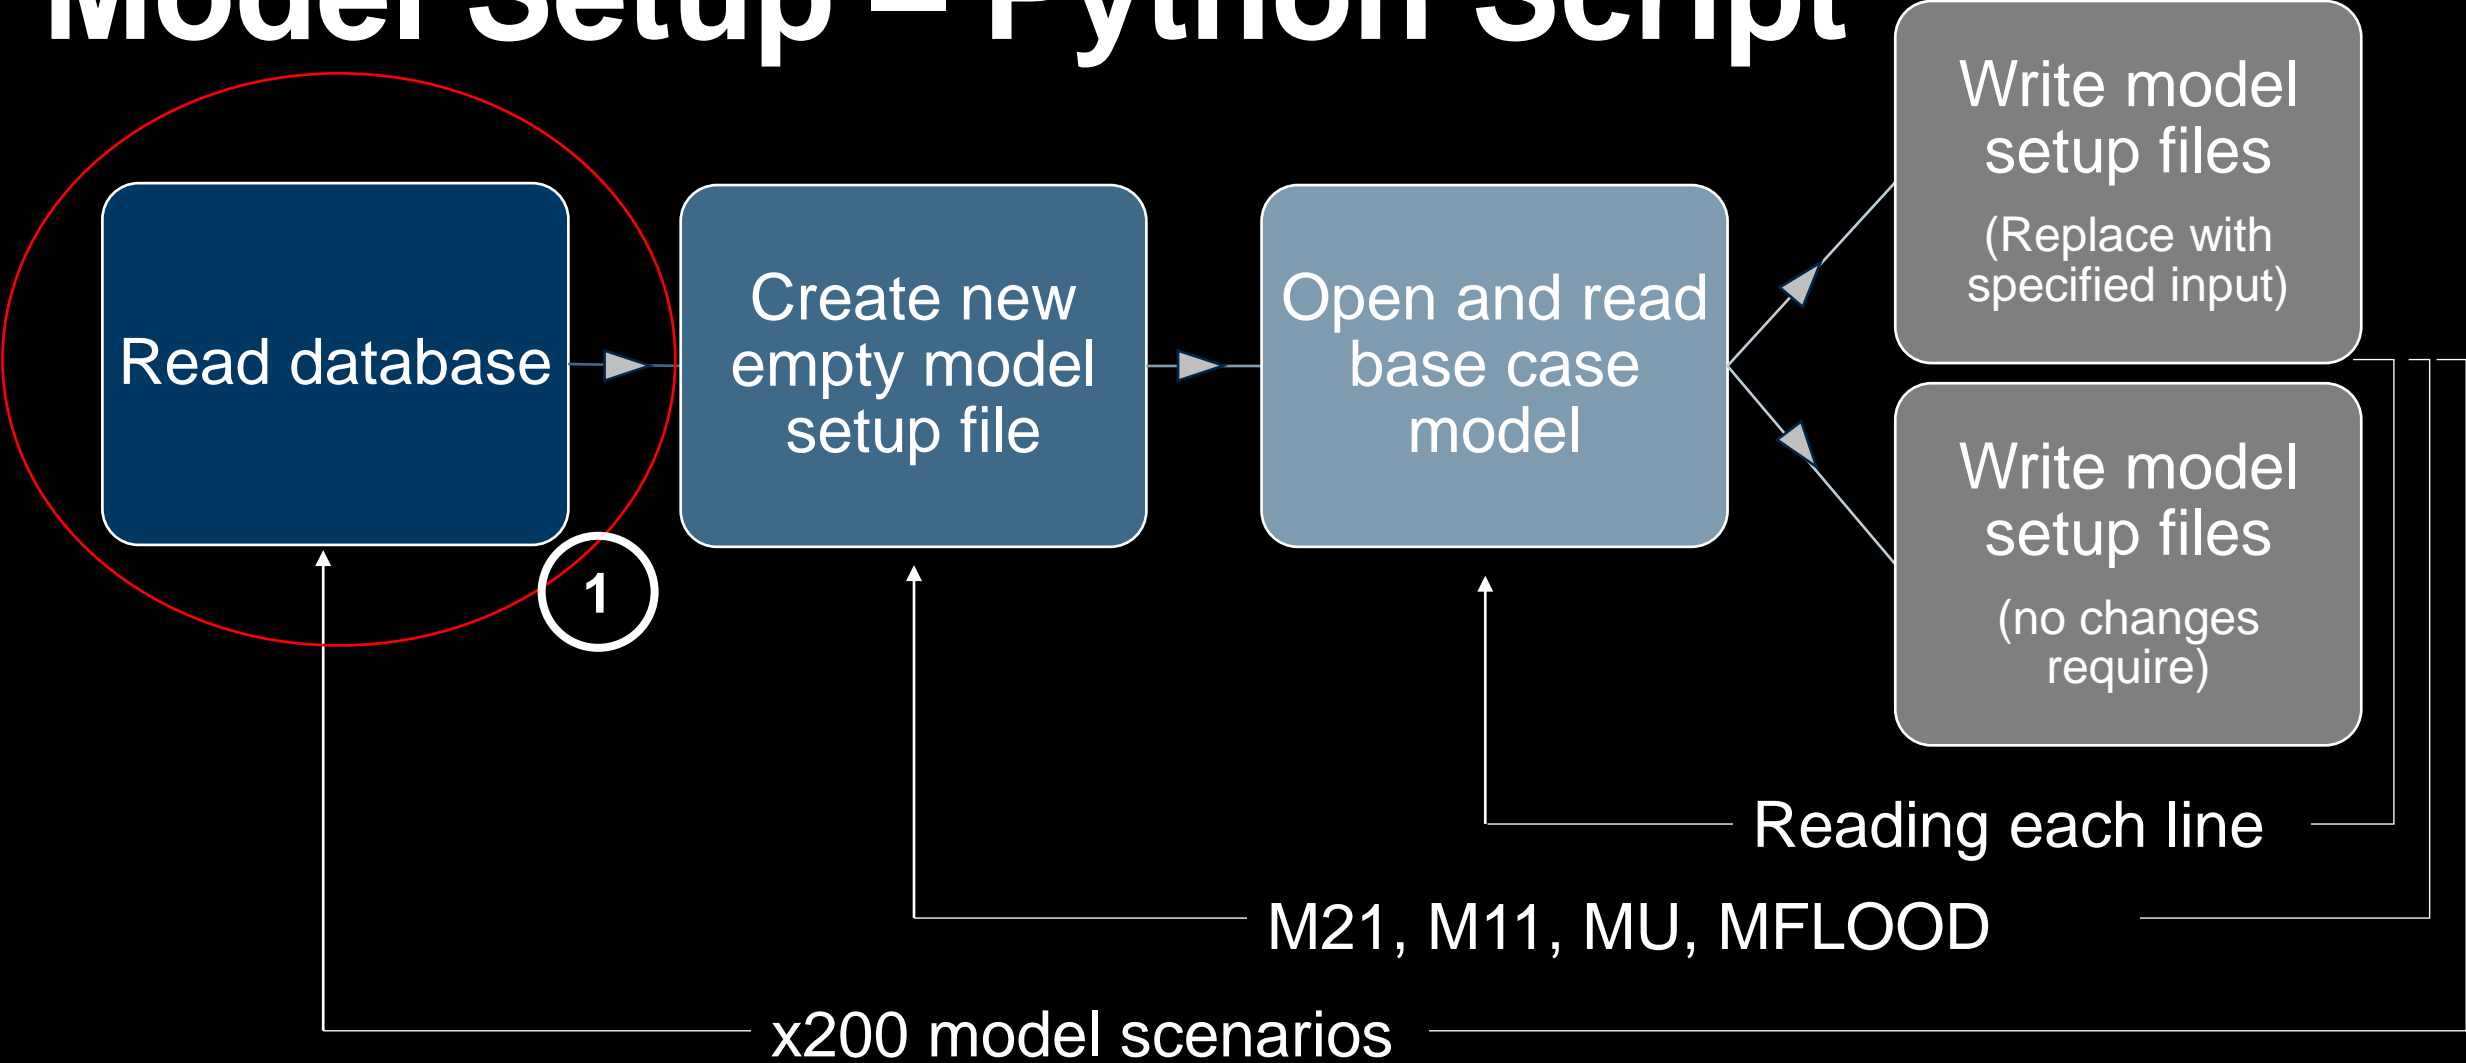 Model Setup – Python Script
Write model
setup files
(Replace with
specified input)
Read database
Create new
empty model
setup file
Open and read
base case
model
Write model
setup files
(no changes
require)
1
Reading each line
M21, M11, MU, MFLOOD
x200 model scenarios